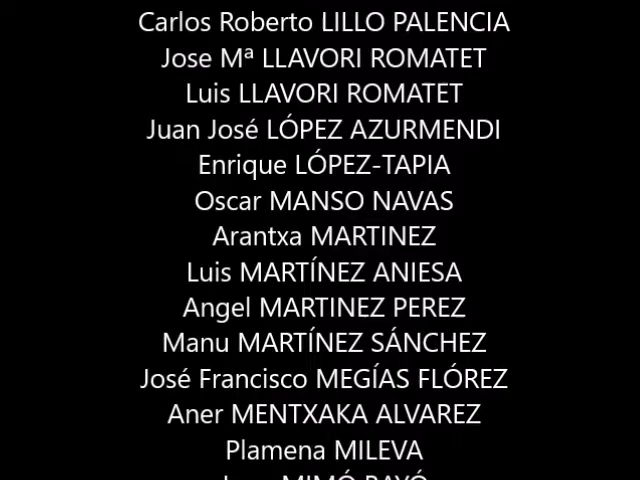 Carlos Roberto LILLO PALENCIA
Jose Mª LLAVORI ROMATET
Luis LLAVORI ROMATET
Juan José LÓPEZ AZURMENDI
Enrique LÓPEZ-TAPIA
Oscar MANSO NAVAS
Arantxa MARTINEZ
Luis MARTÍNEZ ANIESA
Angel MARTINEZ PEREZ
Manu MARTÍNEZ SÁNCHEZ
José Francisco MEGÍAS FLÓREZ
Aner MENTXAKA ALVAREZ
Plamena MILEVA
MIMÓ BAYÓ